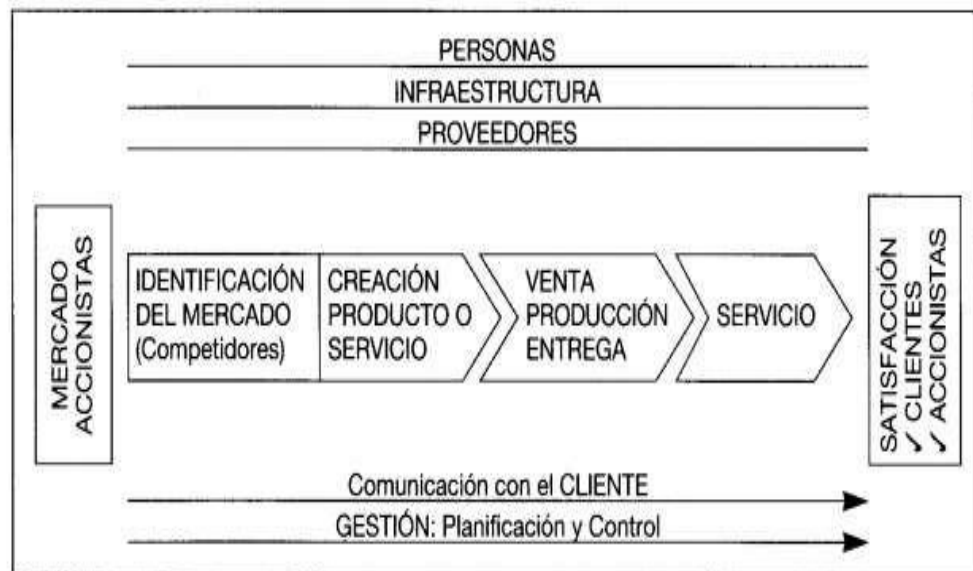 PERSONAS
INFRAESTRUCTURA
PROVEEDORES
MERCADO
ACCIONISTAS
IDENTIFICACIÓN
DEL MERCADO
(Competidores)
CREACIÓN
PRODUCTO O
SERVICIO
VENTA
PRODUCCIÓN
ENTREGA
SERVICIO
SATISFACCIÓN
✓ CLIENTES
✓ ACCIONISTAS
Comunicación con el CLIENTE
GESTIÓN: Planificación y Control